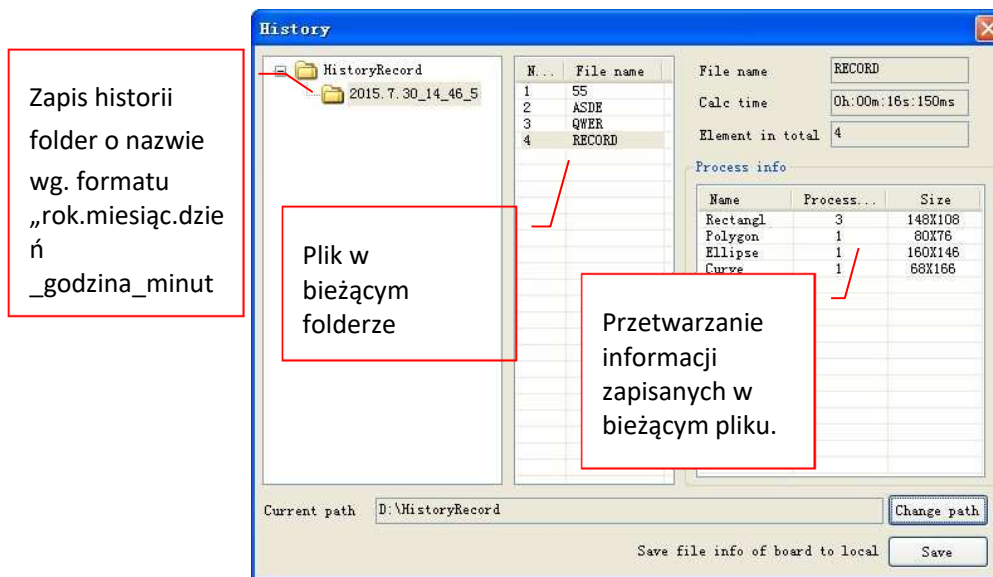 History
Zapis historii
folder o nazwie
wg. formatu
„rok.miesiąc.dzie
ń
_godzina_minut
HistoryRecord
2015.7.30_14_46_5
N... File name
1 55
2 ASDE
3 QWER
4 RECORD
Plik w
bieżącym
folderze
File name RECORD
Calc time 0h:00m:16s:150ms
Element in total 4
Process info
Name Process... Size
Rectangl 3 148X108
Polygon 1 80X76
Ellipse 1 160X146
Curve 1 68X166
Przetwarzanie
informacji
zapisanych w
bieżącym pliku.
Current path D:\HistoryRecord Change path
Save file info of board to local Save